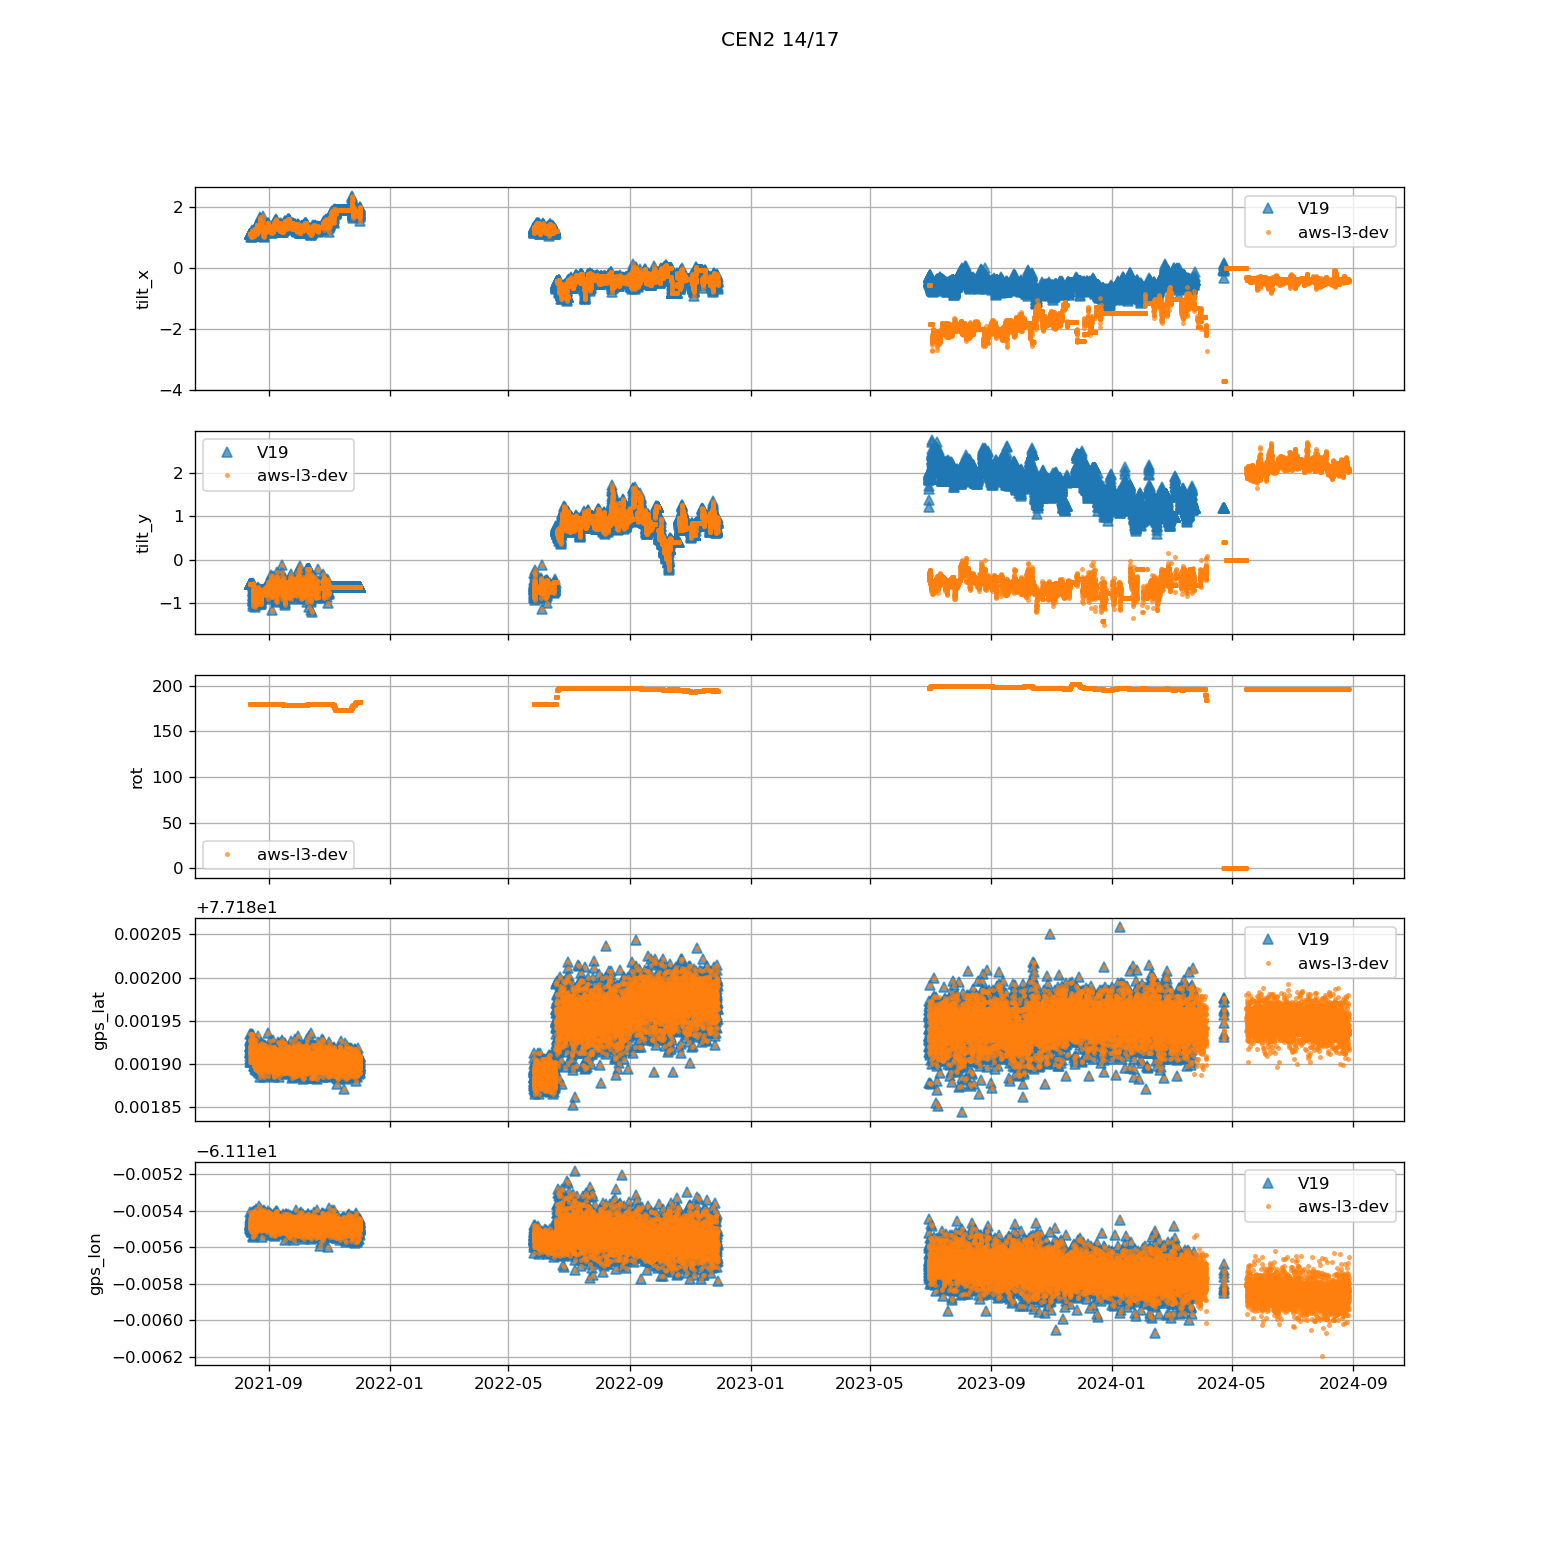 CEN2 14/17
tilt_x
2
0
−2
−4
V19
aws-l3-dev
tilt_y
2
1
0
−1
V19
aws-l3-dev
rot
200
150
100
50
0
aws-l3-dev
+7.718e1
gps_lat
0.00205
0.00200
0.00195
0.00190
0.00185
V19
aws-l3-dev
−6.111e1
gps_lon
−0.0052
−0.0054
−0.0056
−0.0058
−0.0060
−0.0062
V19
aws-l3-dev
2021-09 2022-01 2022-05 2022-09 2023-01 2023-05 2023-09 2024-01 2024-05 2024-09